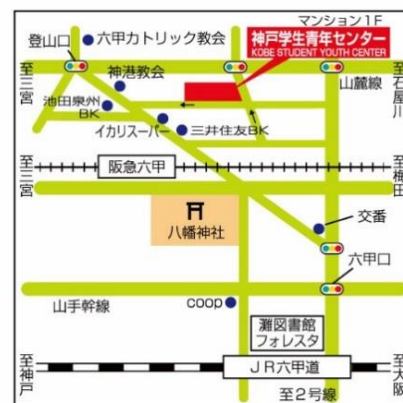 マンション1F
登山口
六甲カトリック教会
神戸学生青年センター
KOBE STUDENT YOUTH CENTER
至三宮
神港教会
山麓線
至石屋川
池田泉州
BK
イカリスーパー
三井住友BK
至三宮
阪急六甲
至梅田
八幡神社
交番
六甲口
山手幹線
coop
灘図書館
フォレスタ
至神戸
JR六甲道
至大阪
至2号線